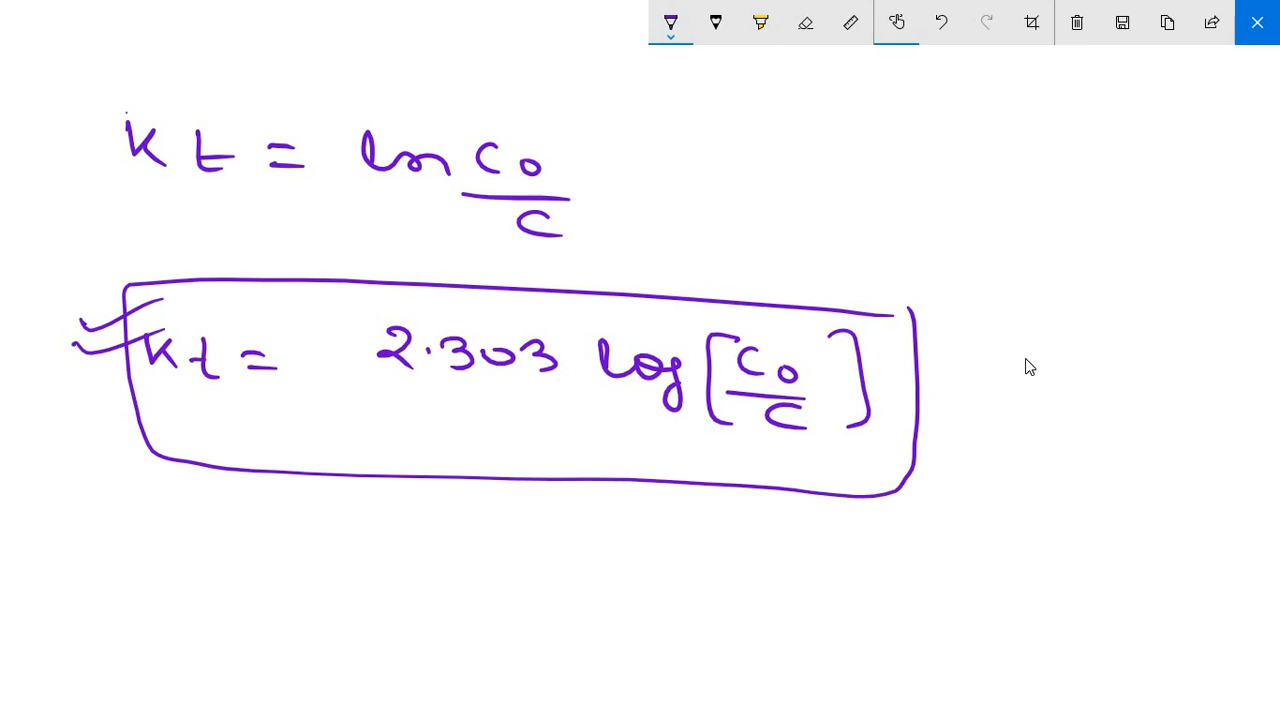 kt = ln C₀/C
kt = 2.303 log [C₀/C]